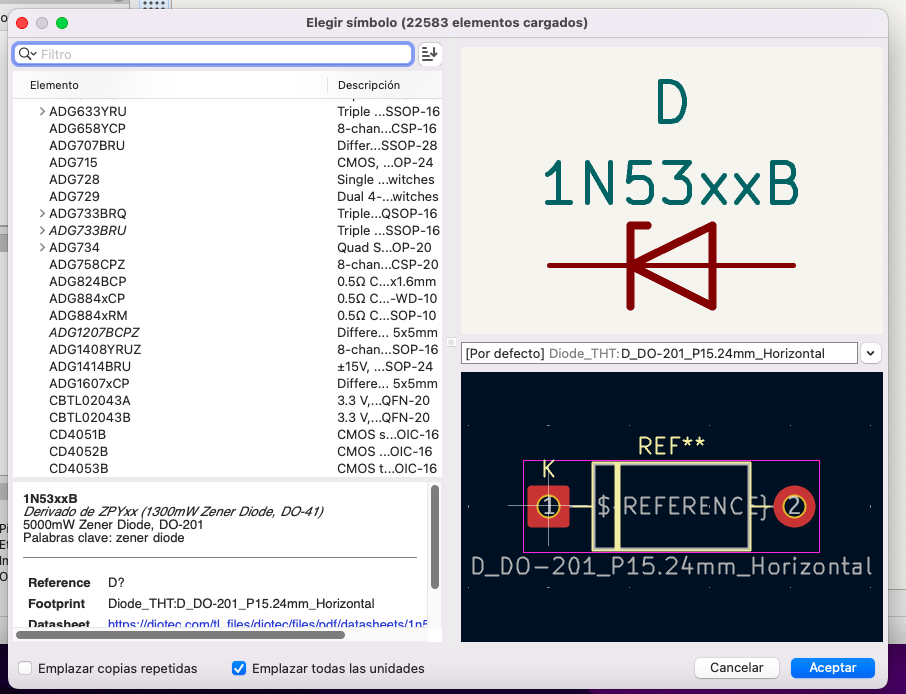 Elegir símbolo (22583 elementos cargados)
Filtro
Elemento Descripción
ADG633YRU Triple ...SSOP-16
ADG658YCP 8-chan...CSP-16
ADG707BRU Differ...SSOP-28
ADG715 CMOS, ...OP-24
ADG728 Single ...witches
ADG729 Dual 4-...witches
ADG733BRQ Triple...QSOP-16
ADG733BRU Triple ...SSOP-16
ADG734 Quad S...OP-20
ADG758CPZ 8-chan...CSP-20
ADG824BCP 0.5Ω C...x1.6mm
ADG884xCP 0.5Ω C...-WD-10
ADG884xRM 0.5Ω C...SOP-10
ADG1207BCPZ Differe... 5x5mm
ADG1408YRUZ 8-chan...SOP-16
ADG1414BRU ±15V, ...SOP-24
ADG1607xCP Differe... 5x5mm
CBTL02043A 3.3 V,...QFN-20
CBTL02043B 3.3 V,...QFN-20
CD4051B CMOS s...OIC-16
CD4052B CMOS ...OIC-16
CD4053B CMOS t...OIC-16
1N53xxB
Derivado de ZPYxx (1300mW Zener Diode, DO-41)
5000mW Zener Diode, DO-201
Palabras clave: zener diode
Reference D?
Footprint Diode_THT:D_DO-201_P15.24mm_Horizontal
Datasheet https://diotec.com/tl_files/diotec/files/pdf/datasheets/1n5
D
1N53xxB
[Por defecto] Diode_THT:D_DO-201_P15.24mm_Horizontal
REF**
K
1 ${REFERENCE} 2
D_DO-201_P15.24mm_Horizontal
Emplazar copias repetidas
Emplazar todas las unidades
Cancelar
Aceptar